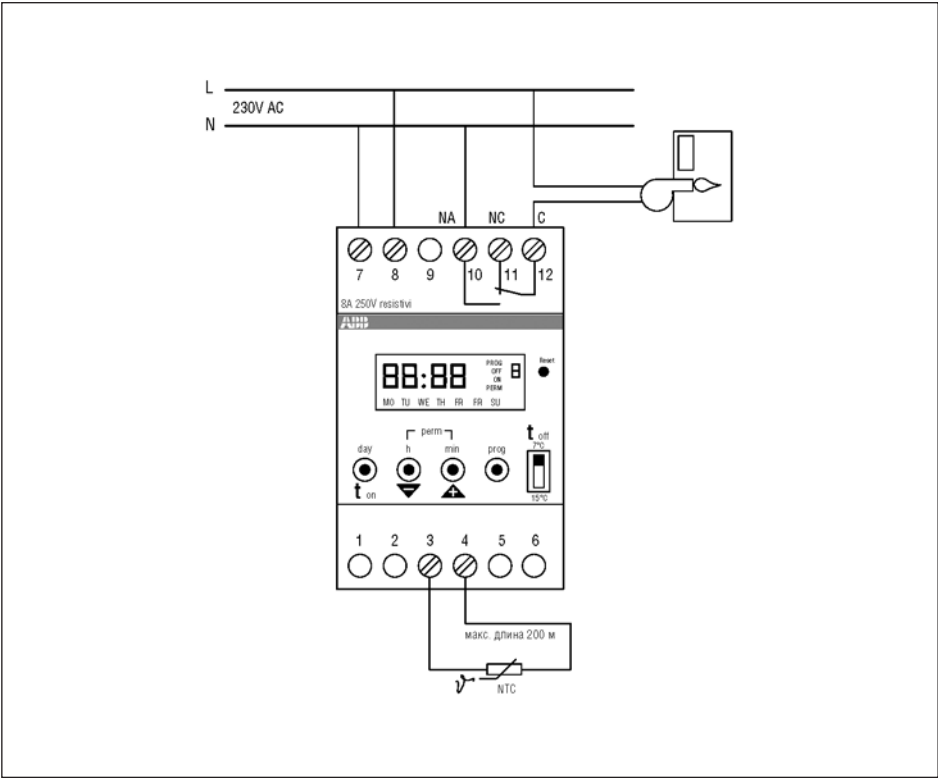 L
230V AC
N
NA NC C
7 8 9 10 11 12
8A 250V resistivi
ABB
88:88 PROG 8
OFF
ON
PERM
Reset
MO TU WE TH FR FR SU
perm
day h min prog
t off
7°C
t on
15°C
1 2 3 4 5 6
макс. длина 200 м
ϑ
NTC